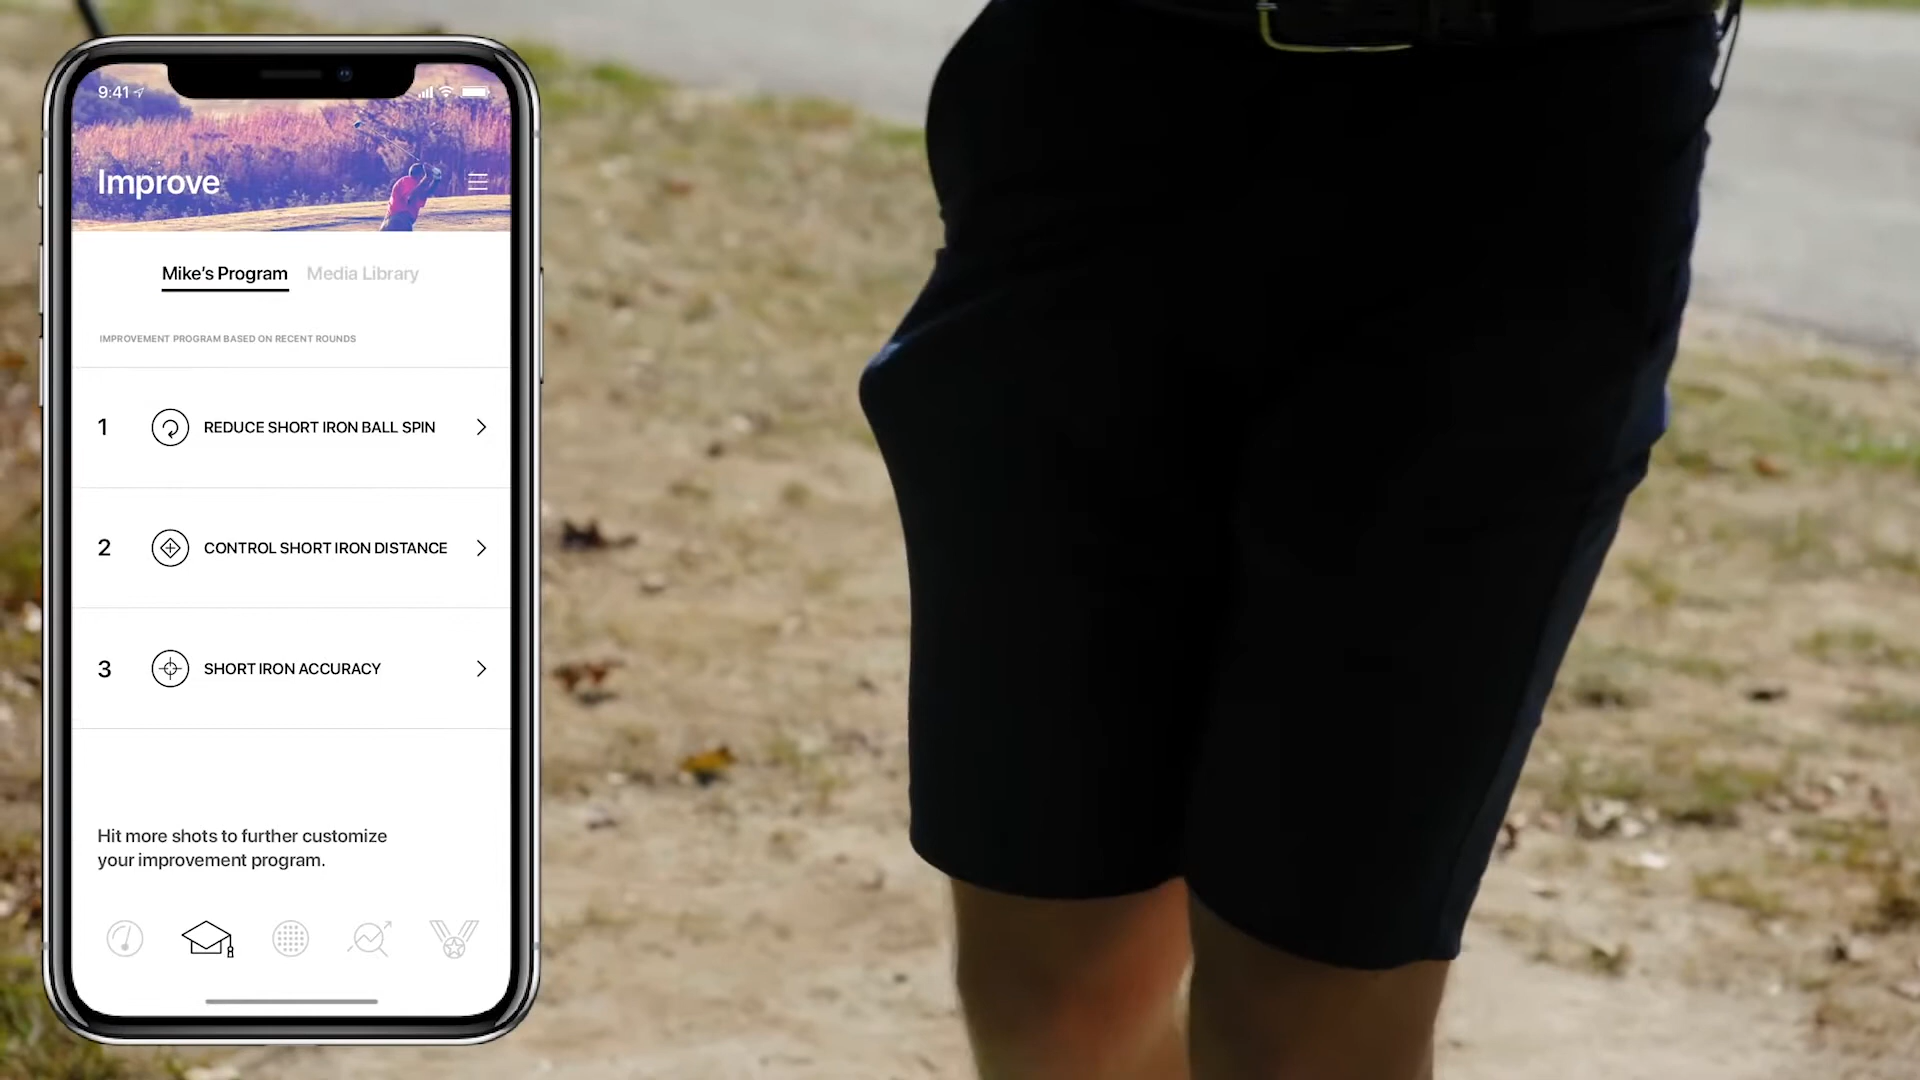 9:41
Improve
Mike's Program
Media Library
IMPROVEMENT PROGRAM BASED ON RECENT ROUNDS
1 REDUCE SHORT IRON BALL SPIN
2 CONTROL SHORT IRON DISTANCE
3 SHORT IRON ACCURACY
Hit more shots to further customize
your improvement program.